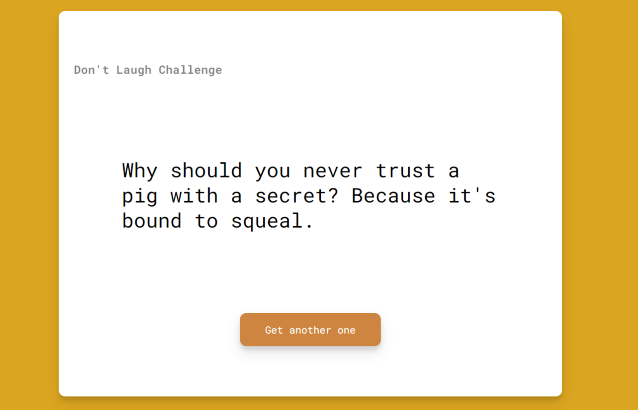 Don't Laugh Challenge
Why should you never trust a
pig with a secret? Because it's
bound to squeal.
Get another one